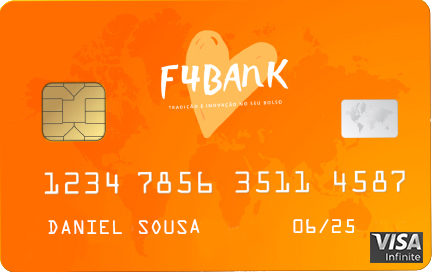 F4BANK
TRADIÇÃO E INOVAÇÃO NO SEU BOLSO
1234 7856 3511 4587
DANIEL SOUSA 06/25
VISA
Infinite